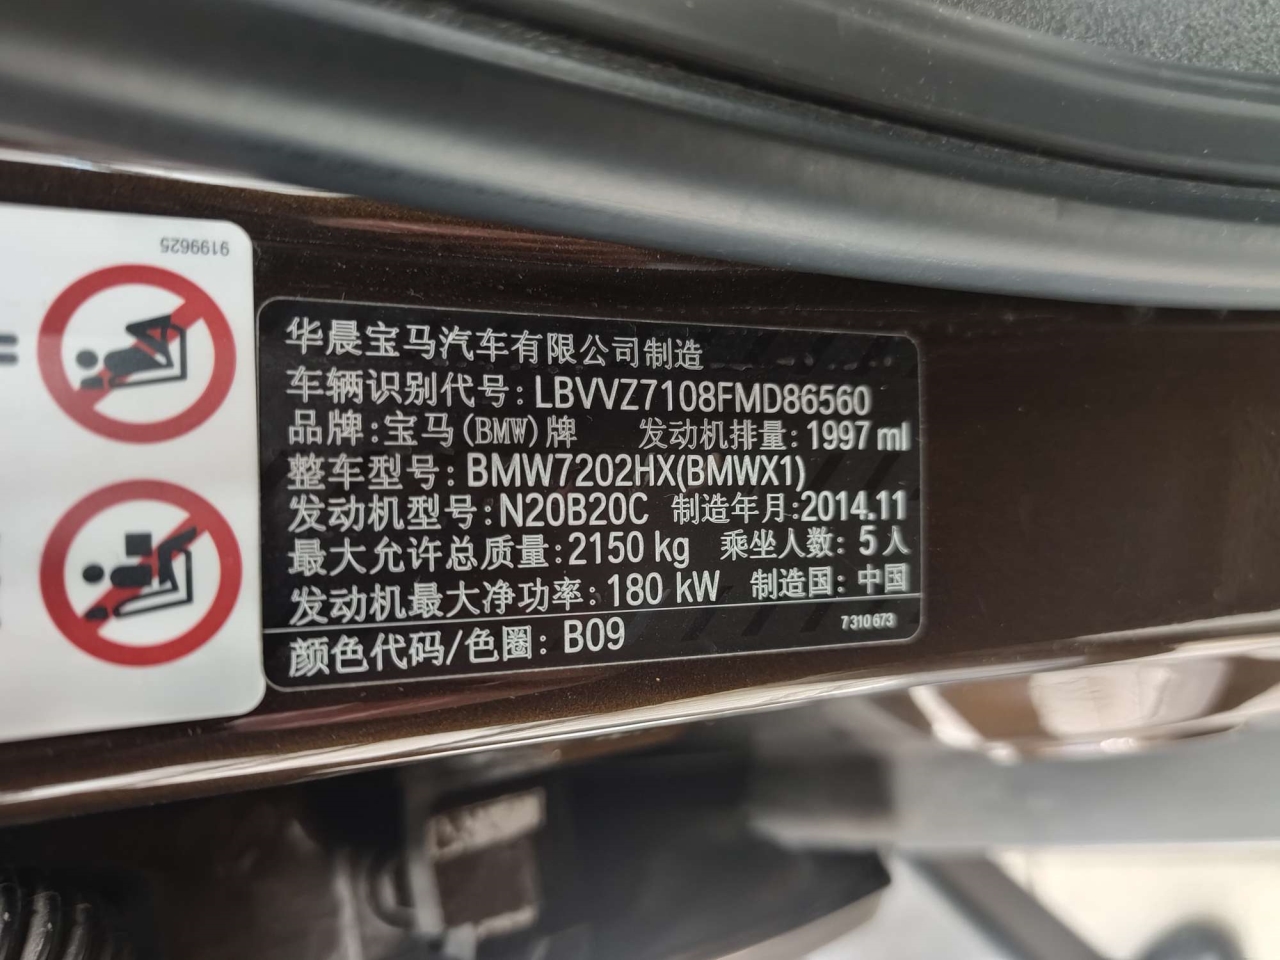 9199625
华晨宝马汽车有限公司制造
车辆识别代号: LBVVZ7108FMD86560
品牌: 宝马(BMW)牌 发动机排量: 1997 ml
整车型号: BMW7202HX(BMWX1)
发动机型号: N20B20C 制造年月:2014.11
最大允许总质量: 2150 kg 乘坐人数: 5人
发动机最大净功率: 180 kW 制造国: 中国
颜色代码/色圈: B09
7 310 673